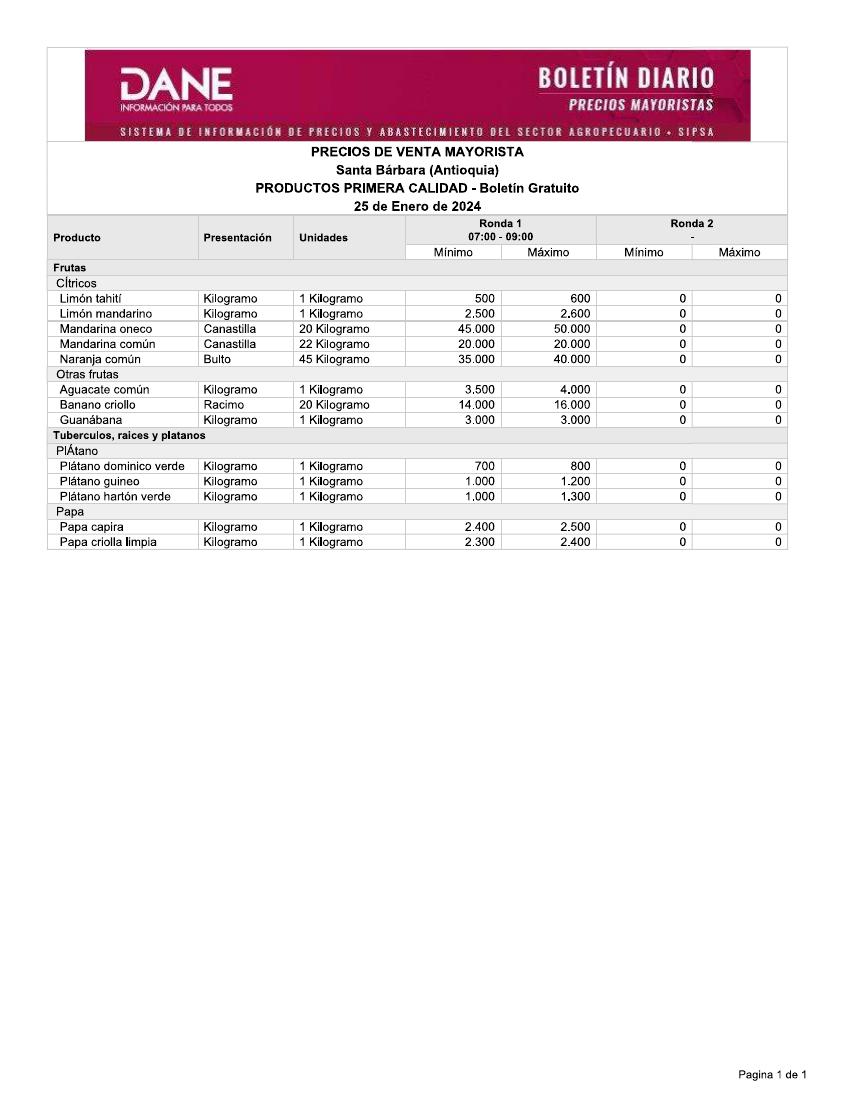 DANE
INFORMACIÓN PARA TODOS
BOLETÍN DIARIO
PRECIOS MAYORISTAS
SISTEMA DE INFORMACIÓN DE PRECIOS Y ABASTECIMIENTO DEL SECTOR AGROPECUARIO • SIPSA
PRECIOS DE VENTA MAYORISTA
Santa Bárbara (Antioquia)
PRODUCTOS PRIMERA CALIDAD - Boletín Gratuito
25 de Enero de 2024
Producto Presentación Unidades Ronda 1 Ronda 2
07:00 - 09:00 -
Mínimo Máximo Mínimo Máximo
Frutas
CÍtricos
Limón tahití Kilogramo 1 Kilogramo 500 600 0 0
Limón mandarino Kilogramo 1 Kilogramo 2.500 2.600 0 0
Mandarina oneco Canastilla 20 Kilogramo 45.000 50.000 0 0
Mandarina común Canastilla 22 Kilogramo 20.000 20.000 0 0
Naranja común Bulto 45 Kilogramo 35.000 40.000 0 0
Otras frutas
Aguacate común Kilogramo 1 Kilogramo 3.500 4.000 0 0
Banano criollo Racimo 20 Kilogramo 14.000 16.000 0 0
Guanábana Kilogramo 1 Kilogramo 3.000 3.000 0 0
Tuberculos, raices y platanos
PlÁtano
Plátano dominico verde Kilogramo 1 Kilogramo 700 800 0 0
Plátano guineo Kilogramo 1 Kilogramo 1.000 1.200 0 0
Plátano hartón verde Kilogramo 1 Kilogramo 1.000 1.300 0 0
Papa
Papa capira Kilogramo 1 Kilogramo 2.400 2.500 0 0
Papa criolla limpia Kilogramo 1 Kilogramo 2.300 2.400 0 0
Pagina 1 de 1